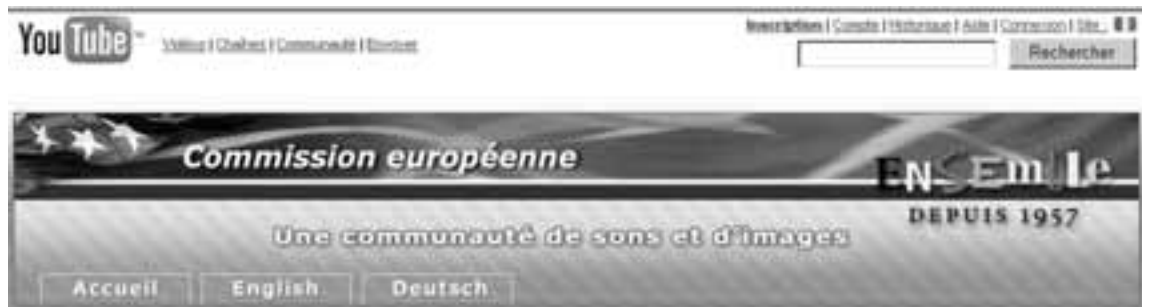 YouTube
Vidéos | Chaînes | Communauté | Envoyer
Inscription | Compte | Historique | Aide | Connexion | Site
Rechercher
Commission européenne
ENSEmble
DEPUIS 1957
Une communauté de sons et d'images
Accueil English Deutsch